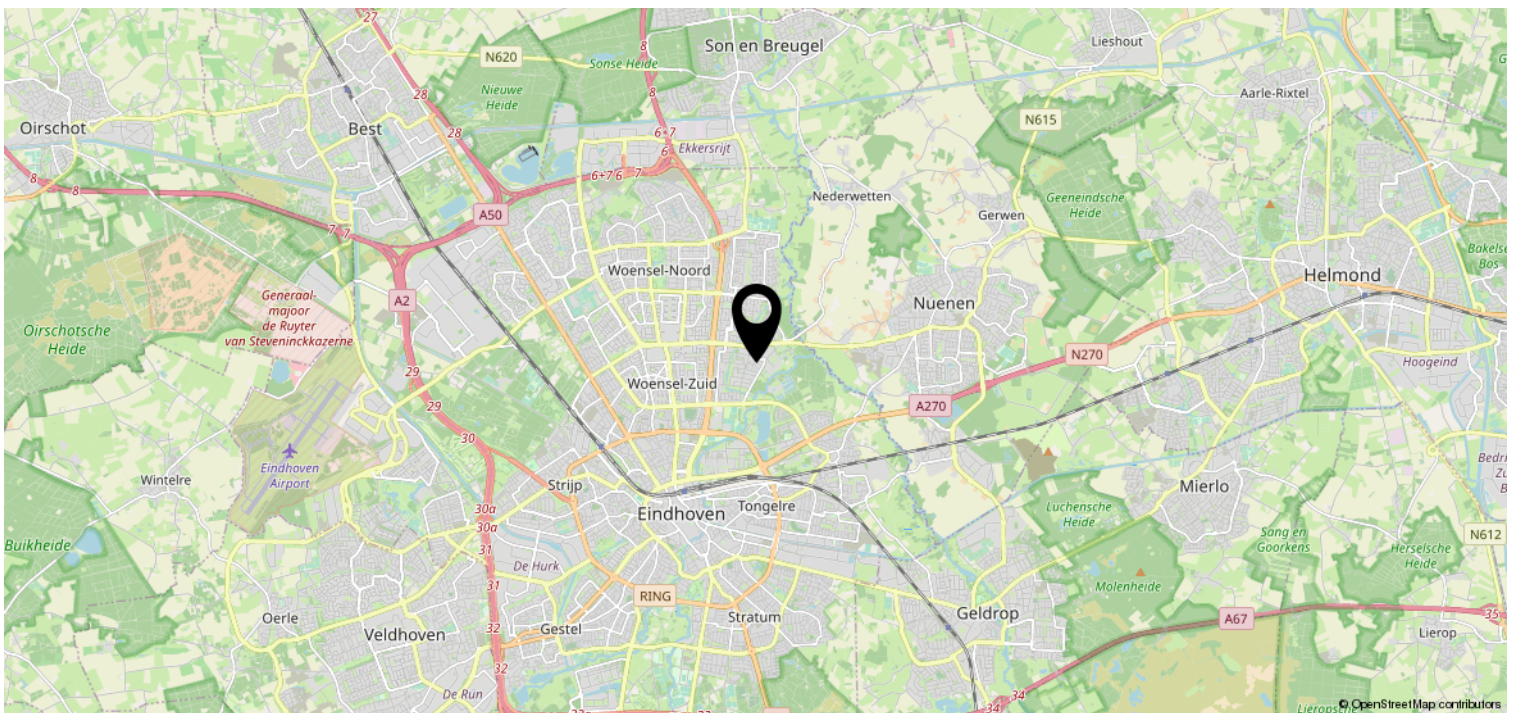 27
Son en Breugel
Lieshout
N620
8
Sonse Heide
Nieuwe
Heide
28
8
Aarle-Rixtel
N615
Oirschot
Best
28
6+7
6
Ekkersrijt
8
8
6+7
6
7
Nederwetten
Geeneindsche
Heide
A50
Gerwen
7
7
Bakelse
Bos
Woensel-Noord
Helmond
Generaal-
majoor
de Ruyter
van Steveninckkazerne
A2
Nuenen
Oirschotsche
Heide
N270
Hoogeind
29
Woensel-Zuid
29
A270
30
Eindhoven
Airport
Wintelre
Strijp
Mierlo
30a
Eindhoven
Tongelre
Luchensche
Heide
30a
Buikheide
31
Sang en
Goorkens
N612
Herselsche
Heide
De Hurk
31
Molenheide
RING
Oerle
Stratum
Geldrop
A67
35
Veldhoven
32
Gestel
Lierop
32
De Run
34
34
© OpenStreetMap contributors